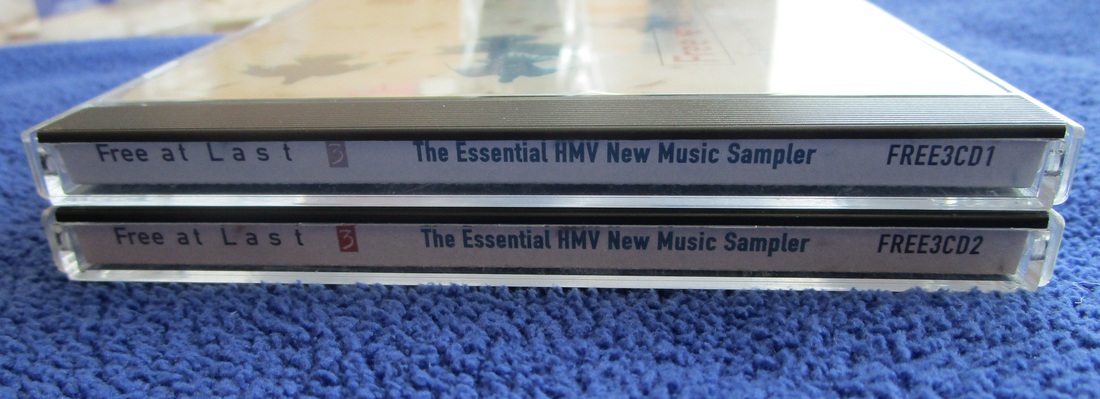 Free at Last 3 The Essential HMV New Music Sampler FREE3CD1
Free at Last 3 The Essential HMV New Music Sampler FREE3CD2